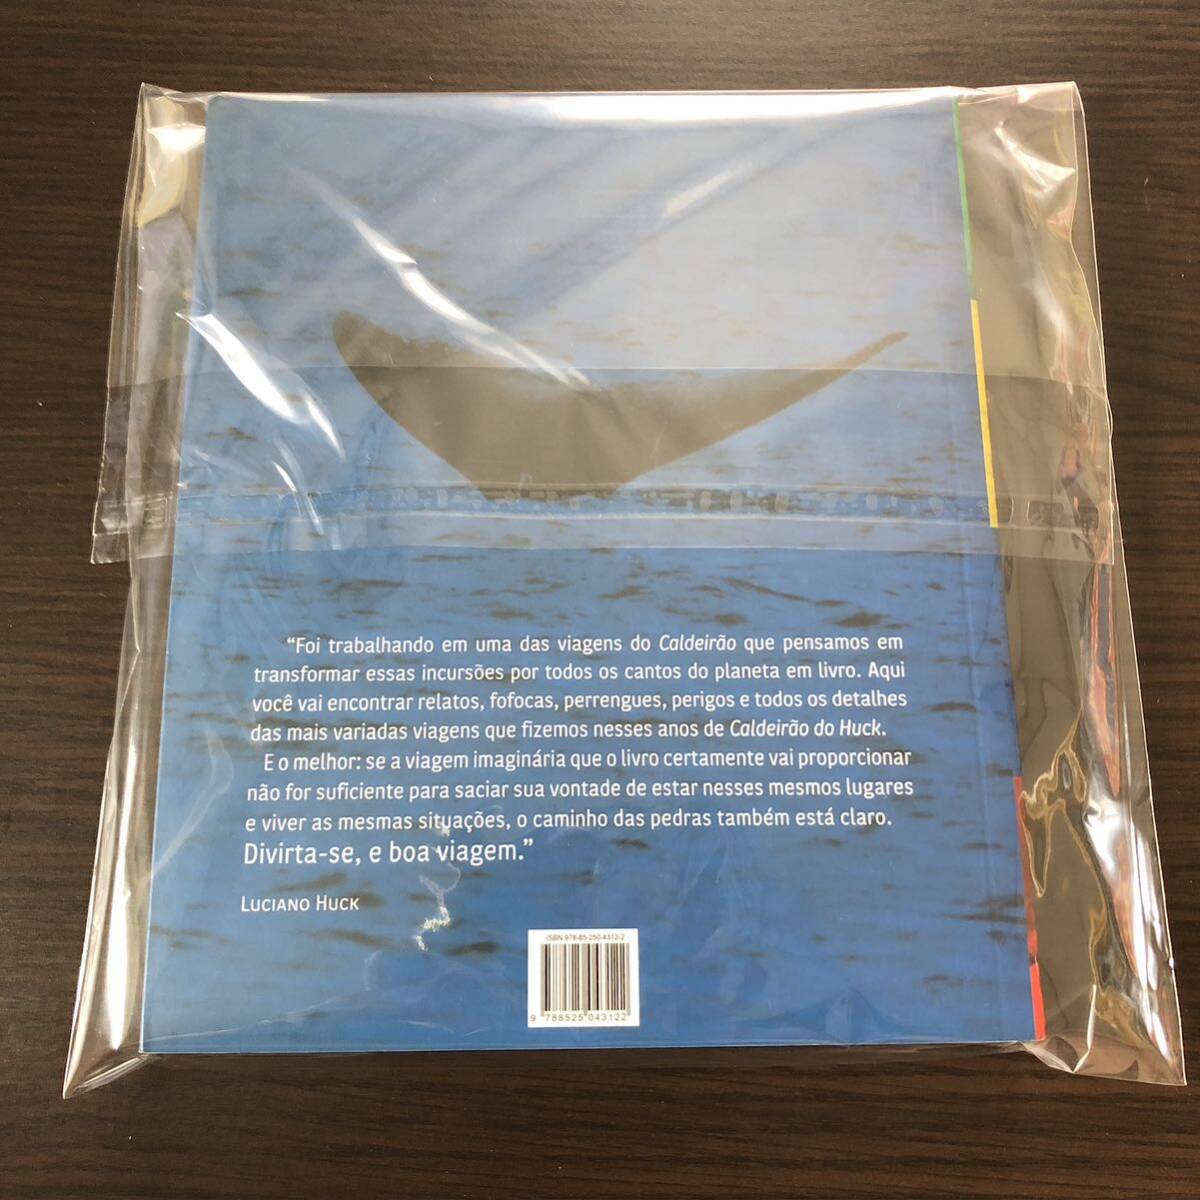 “Foi trabalhando em uma das viagens do Caldeirão que pensamos em
transformar essas incursões por todos os cantos do planeta em livro. Aqui
você vai encontrar relatos, fofocas, perrengues, perigos e todos os detalhes
das mais variadas viagens que fizemos nesses anos de Caldeirão do Huck.
E o melhor: se a viagem imaginária que o livro certamente vai proporcionar
não for suficiente para saciar sua vontade de estar nesses mesmos lugares
e viver as mesmas situações, o caminho das pedras também está claro.
Divirta-se, e boa viagem.”
LUCIANO HUCK
ISBN 978-85-250-4312-2
9 788525 043122